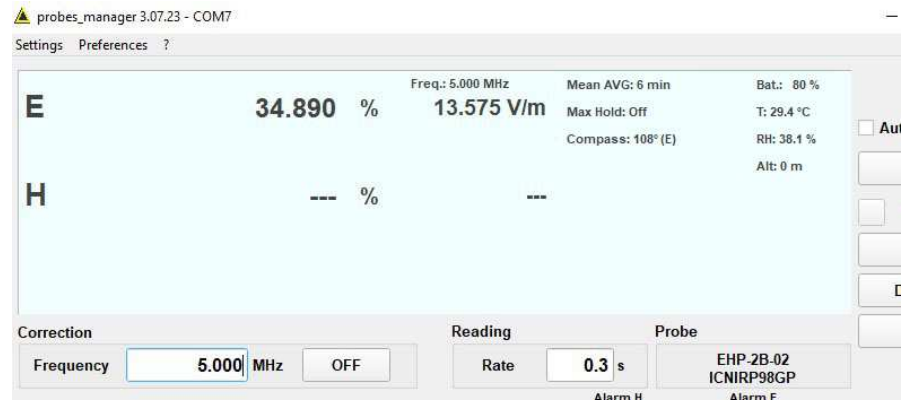 probes_manager 3.07.23 - COM7
Settings Preferences ?
E 34.890 % Freq.: 5.000 MHz
13.575 V/m
Mean AVG: 6 min
Max Hold: Off
Compass: 108° (E)
Bat.: 80 %
T: 29.4 °C
RH: 38.1 %
Alt: 0 m
H --- % ---
Correction
Frequency 5.000 MHz OFF
Reading
Rate 0.3 s
Probe
EHP-2B-02
ICNIRP98GP
Alarm H Alarm E